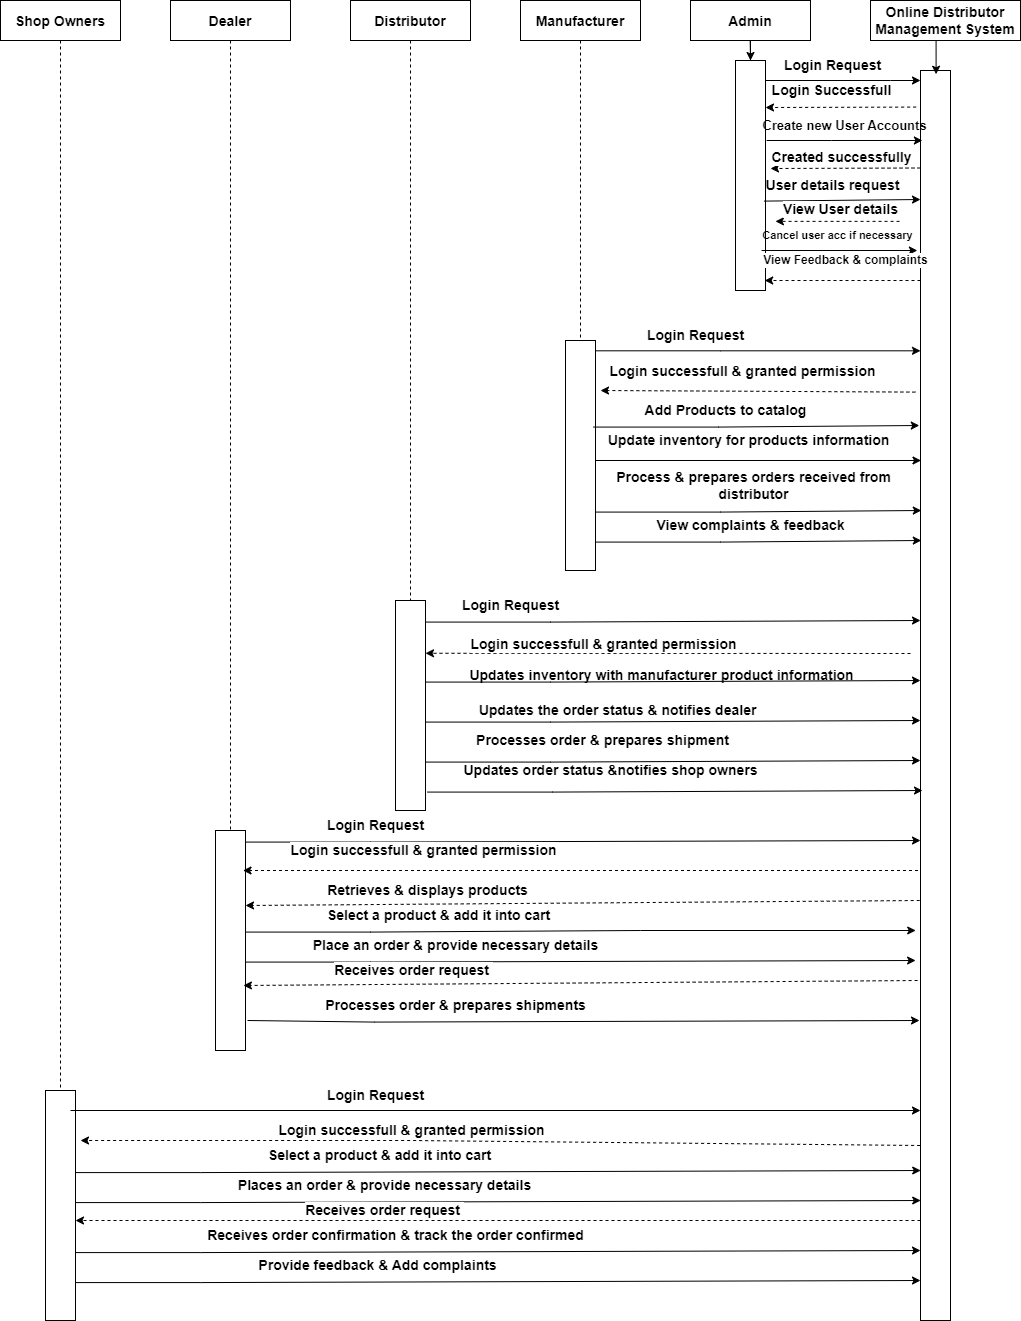 Shop Owners
Dealer
Distributor
Manufacturer
Admin
Online Distributor
Management System
Login Request
Login Successfull
Create new User Accounts
Created successfully
User details request
View User details
Cancel user acc if necessary
View Feedback & complaints
Login Request
Login successfull & granted permission
Add Products to catalog
Update inventory for products information
Process & prepares orders received from
distributor
View complaints & feedback
Login Request
Login successfull & granted permission
Updates inventory with manufacturer product information
Updates the order status & notifies dealer
Processes order & prepares shipment
Updates order status &notifies shop owners
Login Request
Login successfull & granted permission
Retrieves & displays products
Select a product & add it into cart
Place an order & provide necessary details
Receives order request
Processes order & prepares shipments
Login Request
Login successfull & granted permission
Select a product & add it into cart
Places an order & provide necessary details
Receives order request
Receives order confirmation & track the order confirmed
Provide feedback & Add complaints